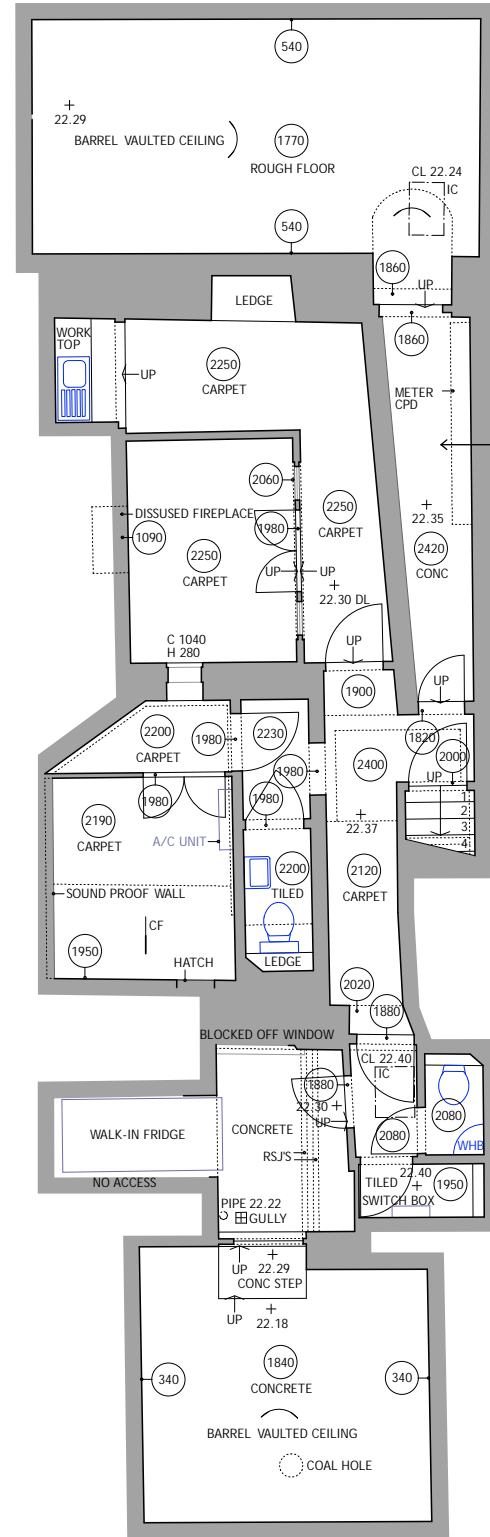 540
22.29
BARREL VAULTED CEILING
1770
ROUGH FLOOR
CL 22.24
IC
540
1860
UP
LEDGE
1860
WORK
TOP
UP
2250
CARPET
METER
CPD
2060
DISSUSED FIREPLACE
1980
1090
2250
CARPET
2250
CARPET
22.35
2420
CONC
UP
UP
22.30 DL
C 1040
H 280
UP
UP
1900
2200
CARPET
1980
2230
1820
2000
1980
2400
1980
1980
UP
1
2
3
4
2190
CARPET
A/C UNIT
22.37
2200
TILED
2120
CARPET
SOUND PROOF WALL
CF
1950
HATCH
LEDGE
2020
1880
BLOCKED OFF WINDOW
CL 22.40
IC
1880
22.30
UP
2080
2080
WHB
CONCRETE
WALK-IN FRIDGE
RSJ'S
NO ACCESS
22.40
TILED
1950
SWITCH BOX
PIPE 22.22
GULLY
UP
22.29
CONC STEP
UP
22.18
340
1840
CONCRETE
340
BARREL VAULTED CEILING
COAL HOLE